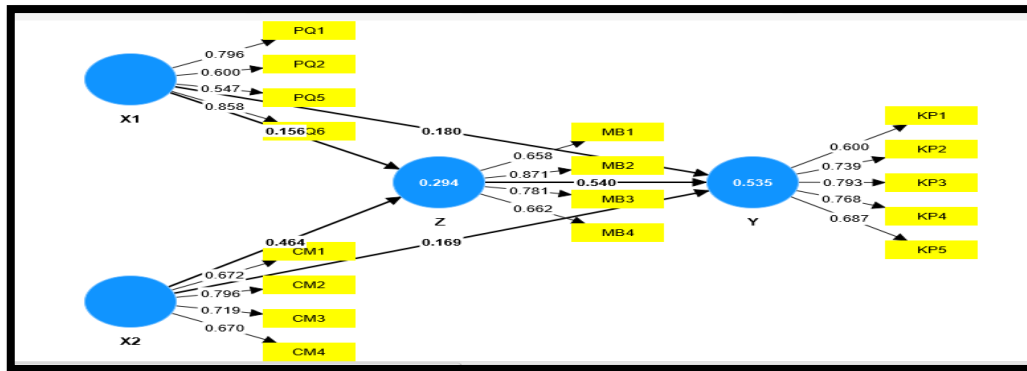 PQ1
0.796
PQ2
0.600
PQ5
0.547
0.858
Q6
X1
0.156
0.180
MB1
0.658
MB2
0.871
0.294
0.540
0.781
MB3
Z
0.662
MB4
KP1
0.600
KP2
0.739
0.535
0.793
KP3
0.768
KP4
Y
0.687
KP5
0.464
0.169
CM1
0.672
CM2
0.796
0.719
CM3
0.670
X2
CM4